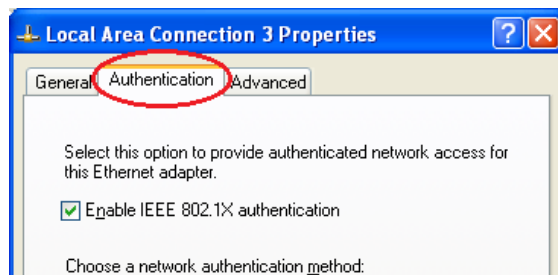 Local Area Connection 3 Properties
General Authentication Advanced
Select this option to provide authenticated network access for
this Ethernet adapter.
Enable IEEE 802.1X authentication
Choose a network authentication method: